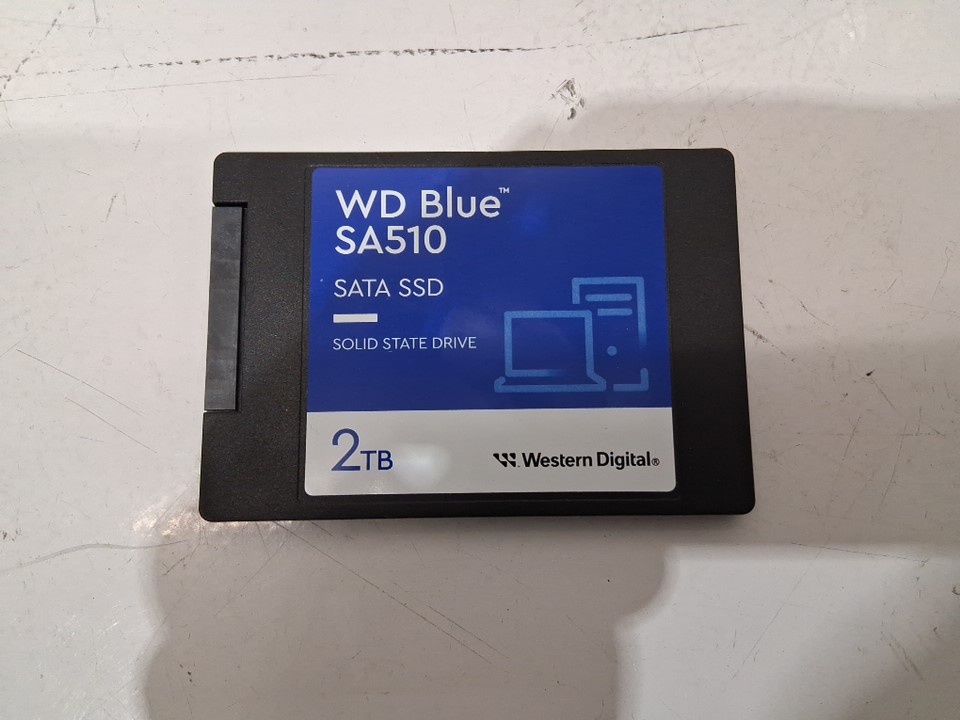 WD Blue™
SA510
SATA SSD
SOLID STATE DRIVE
2TB
Western Digital®